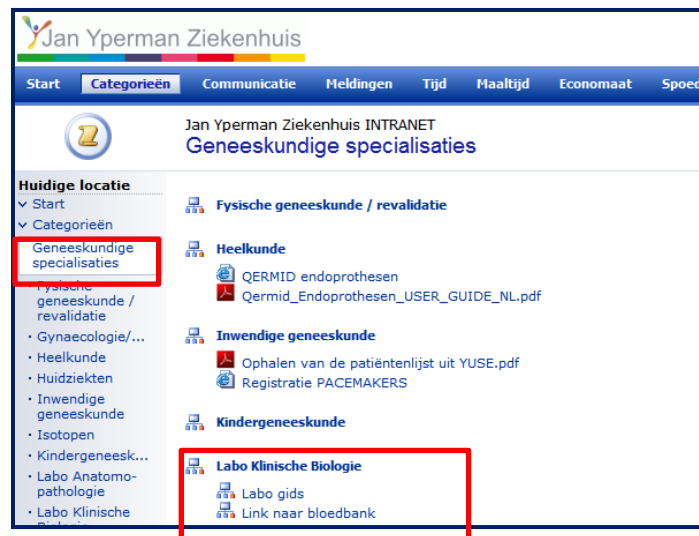 Jan Yperman Ziekenhuis
Start Categorieën Communicatie Meldingen Tijd Maaltijd Economaat Spoed
Jan Yperman Ziekenhuis INTRANET
Geneeskundige specialisaties
Huidige locatie
Start
Categorieën
Geneeskundige
specialisaties
Fysische
geneeskunde /
revalidatie
Gynaecologie/...
Heelkunde
Huidziekten
Inwendige
geneeskunde
Isotopen
Kindergeneesk...
Labo Anatomo-
pathologie
Labo Klinische
Biologie
Fysische geneeskunde / revalidatie
Heelkunde
QERMID endoprothesen
Qermid_Endoprothesen_USER_GUIDE_NL.pdf
Inwendige geneeskunde
Ophalen van de patiëntenlijst uit YUSE.pdf
Registratie PACEMAKERS
Kindergeneeskunde
Labo Klinische Biologie
Labo gids
Link naar bloedbank